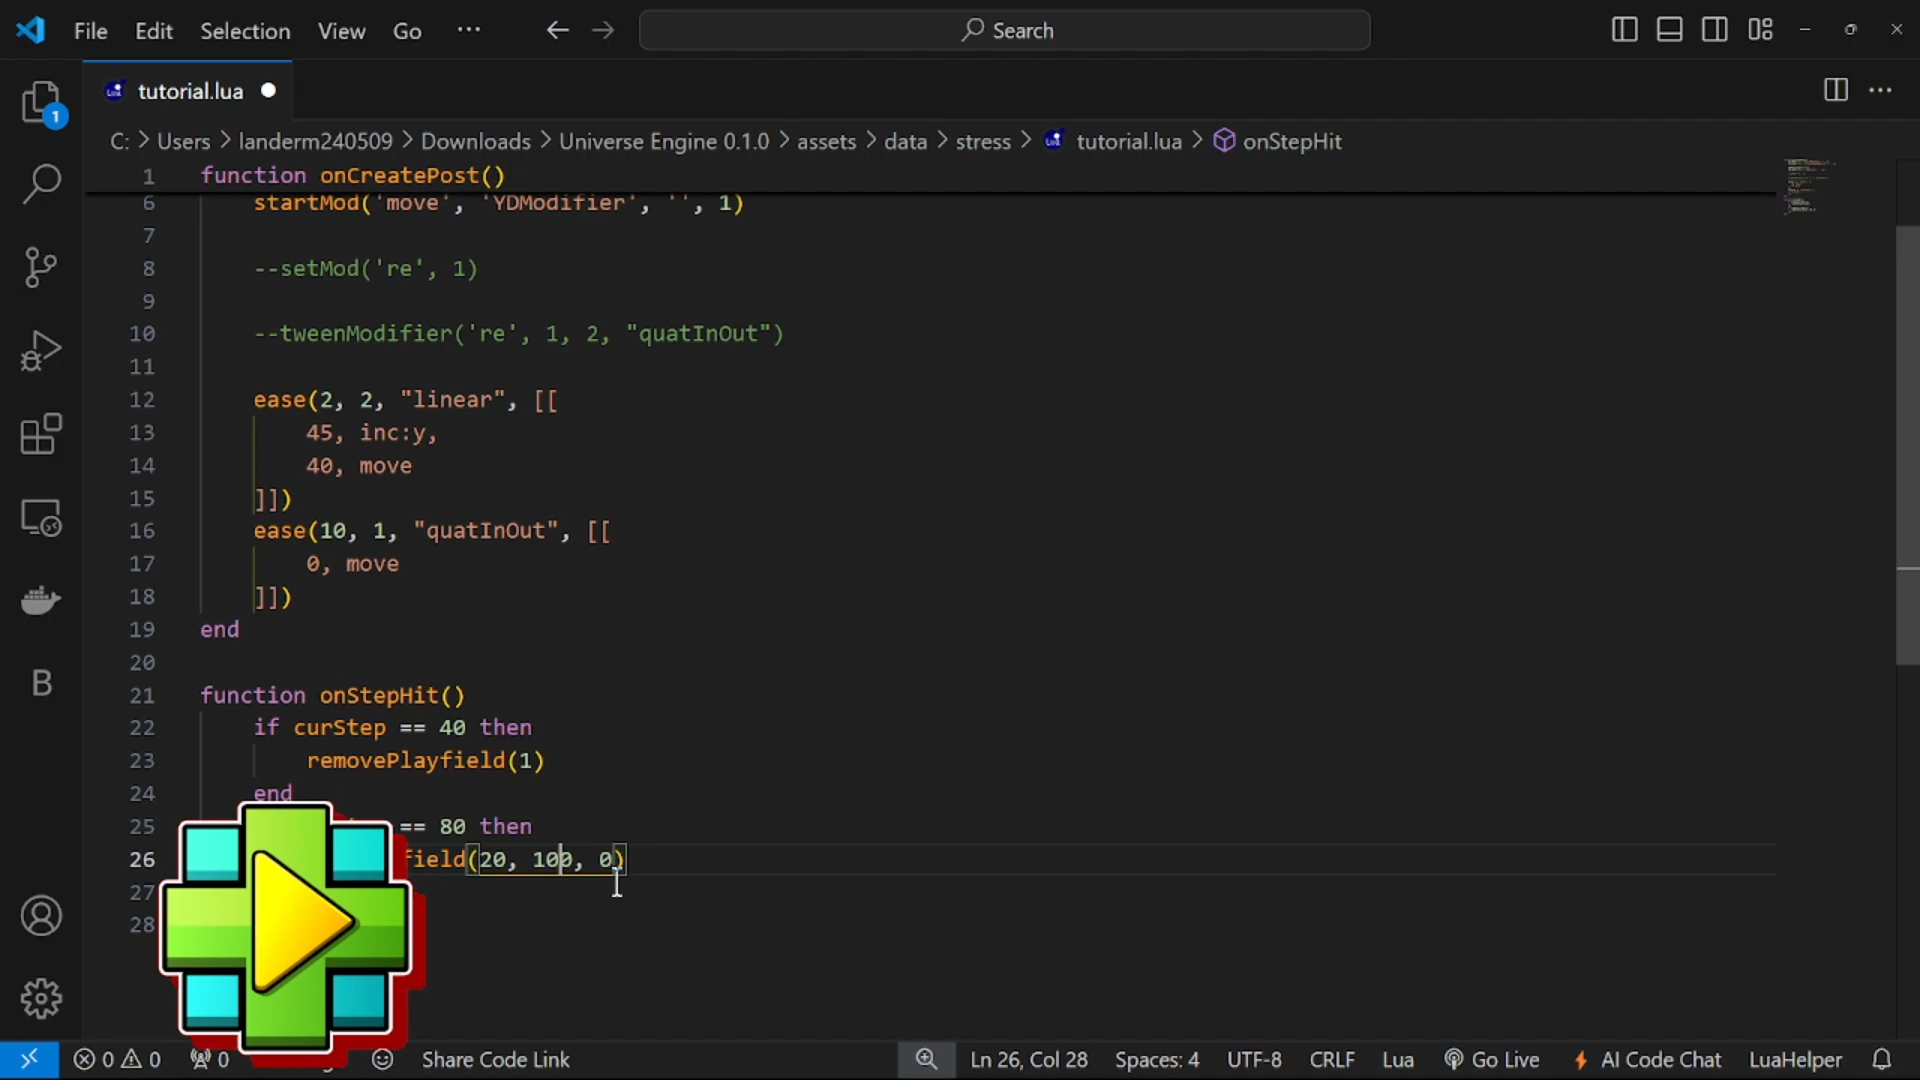 File Edit Selection View Go ··· Search
tutorial.lua
C: > Users > landerm240509 > Downloads > Universe Engine 0.1.0 > assets > data > stress > tutorial.lua > onStepHit
1 function onCreatePost()
6 startMod('move', 'YDModifier', '', 1)
7
8 --setMod('re', 1)
9
10 --tweenModifier('re', 1, 2, "quatInOut")
11
12 ease(2, 2, "linear", [[
13 45, inc:y,
14 40, move
15 ]])
16 ease(10, 1, "quatInOut", [[
17 0, move
18 ]])
19 end
20
21 function onStepHit()
22 if curStep == 40 then
23 removePlayfield(1)
24 end
25 == 80 then
26 field(20, 100, 0)
27
28
1
B
0 0 0 Share Code Link Ln 26, Col 28 Spaces: 4 UTF-8 CRLF Lua Go Live AI Code Chat LuaHelper